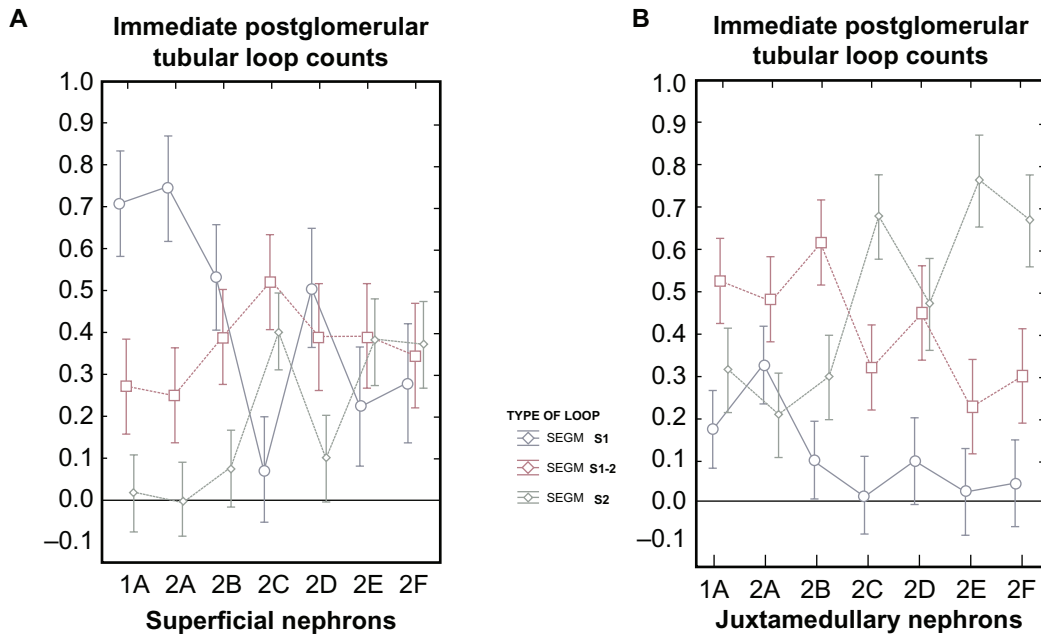 A
Immediate postglomerular
tubular loop counts
1.0
0.9
0.8
0.7
0.6
0.5
0.4
0.3
0.2
0.1
0.0
–0.1
1A 2A 2B 2C 2D 2E 2F
Superficial nephrons
TYPE OF LOOP
SEGM S1
SEGM S1-2
SEGM S2
B
Immediate postglomerular
tubular loop counts
1.0
0.9
0.8
0.7
0.6
0.5
0.4
0.3
0.2
0.1
0.0
–0.1
1A 2A 2B 2C 2D 2E 2F
Juxtamedullary nephrons